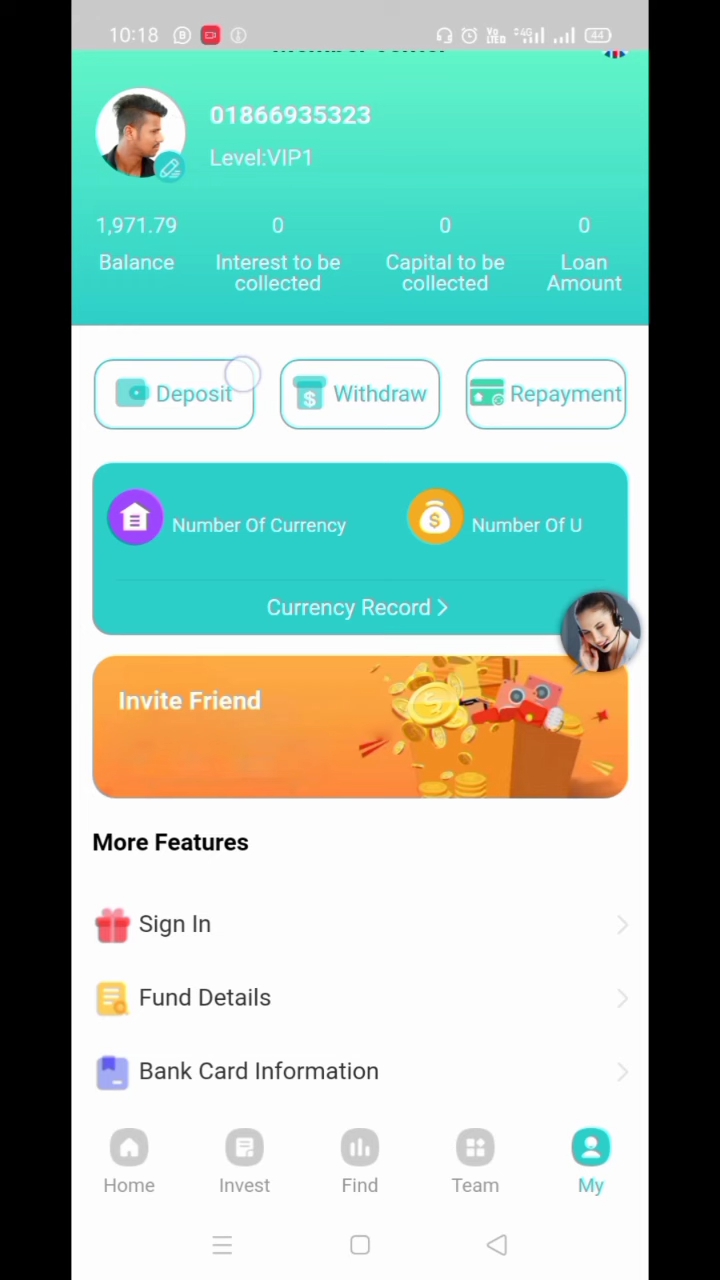 10:18
44
01866935323
Level:VIP1
1,971.79
0
0
0
Balance
Interest to be collected
Capital to be collected
Loan Amount
Deposit
Withdraw
Repayment
Number Of Currency
Number Of U
Currency Record
Invite Friend
More Features
Sign In
Fund Details
Bank Card Information
Home
Invest
Find
Team
My